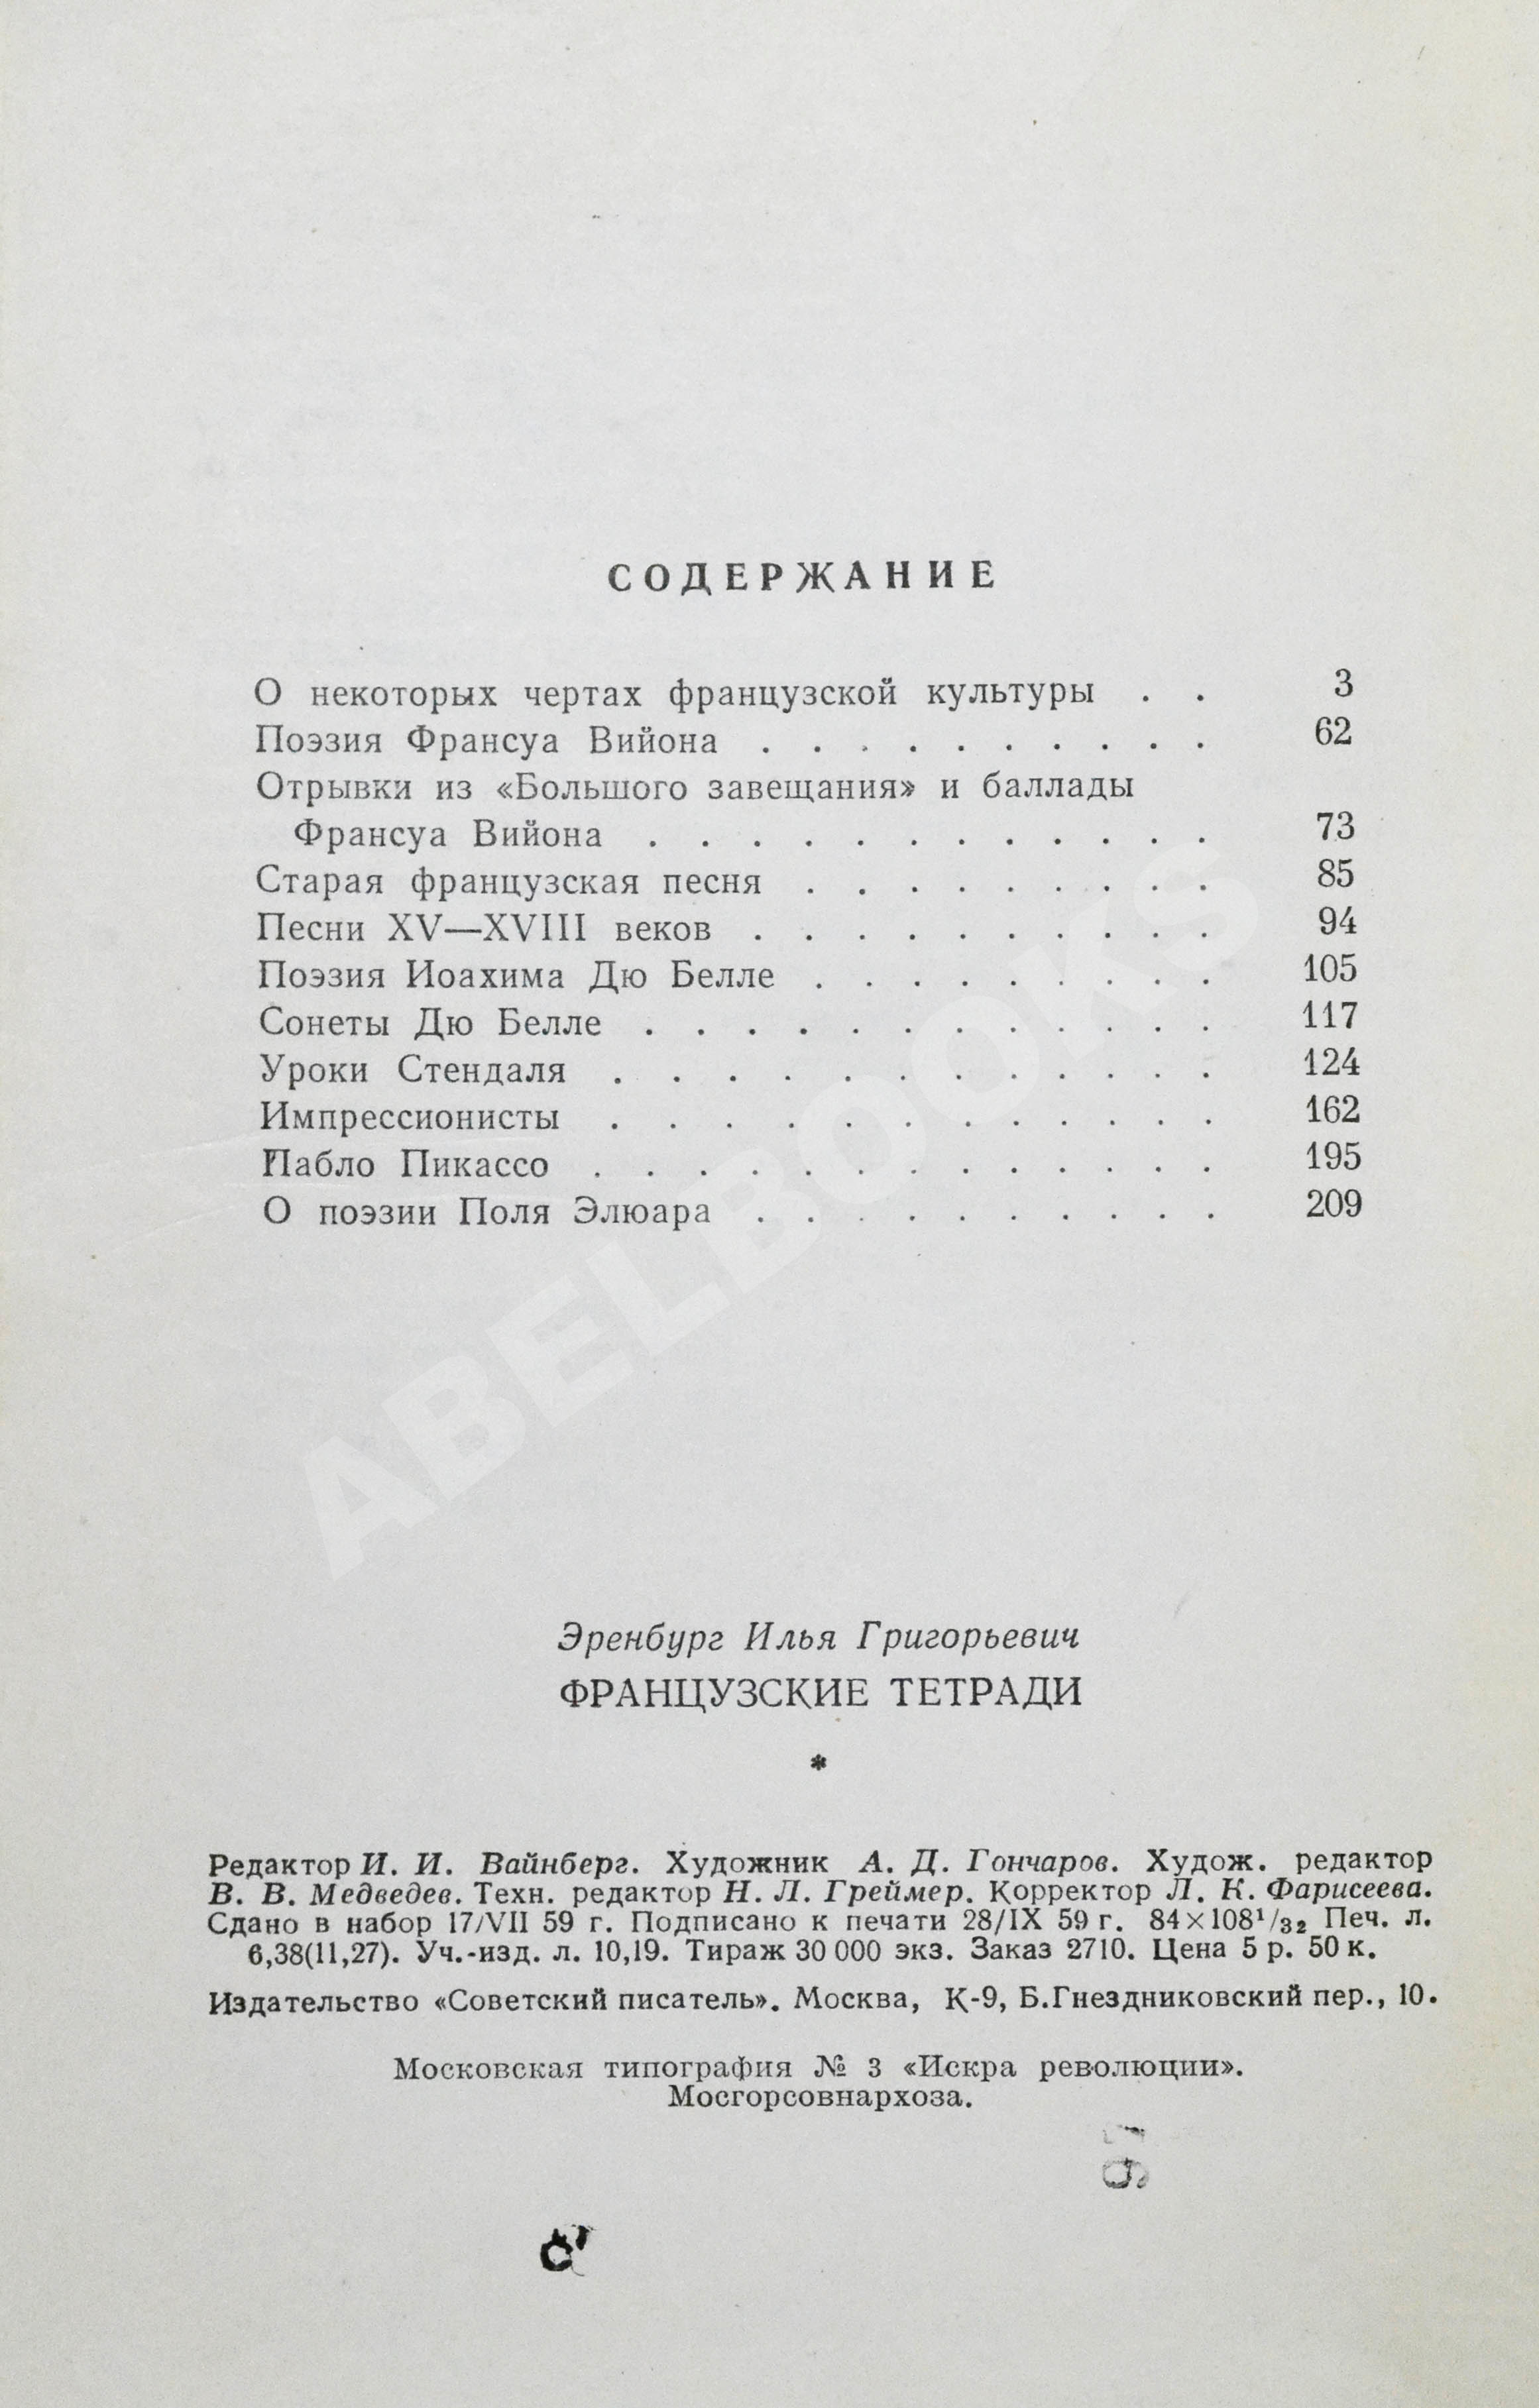 СОДЕРЖАНИЕ
О некоторых чертах французской культуры . . 3
Поэзия Франсуа Вийона . . . . . . . . . . 62
Отрывки из «Большого завещания» и баллады
Франсуа Вийона . . . . . . . . . . . . 73
Старая французская песня . . . . . . . . . 85
Песни XV—XVIII веков . . . . . . . . . . 94
Поэзия Иоахима Дю Белле . . . . . . . . . 105
Сонеты Дю Белле . . . . . . . . . . . . 117
Уроки Стендаля . . . . . . . . . . . . 124
Импрессионисты . . . . . . . . . . . . 162
Пабло Пикассо . . . . . . . . . . . . . 195
О поэзии Поля Элюара . . . . . . . . . . 209
ABELBOOKS
Эренбург Илья Григорьевич
ФРАНЦУЗСКИЕ ТЕТРАДИ
*
Редактор И. И. Вайнберг. Художник А. Д. Гончаров. Худож. редактор
В. В. Медведев. Техн. редактор Н. Л. Греймер. Корректор Л. К. Фарисеева.
Сдано в набор 17/VII 59 г. Подписано к печати 28/IX 59 г. 84×108¹/₃₂ Печ. л.
6,38(11,27). Уч.-изд. л. 10,19. Тираж 30 000 экз. Заказ 2710. Цена 5 р. 50 к.
Издательство «Советский писатель». Москва, К-9, Б.Гнездниковский пер., 10.
Московская типография № 3 «Искра революции».
Мосгорсовнархоза.